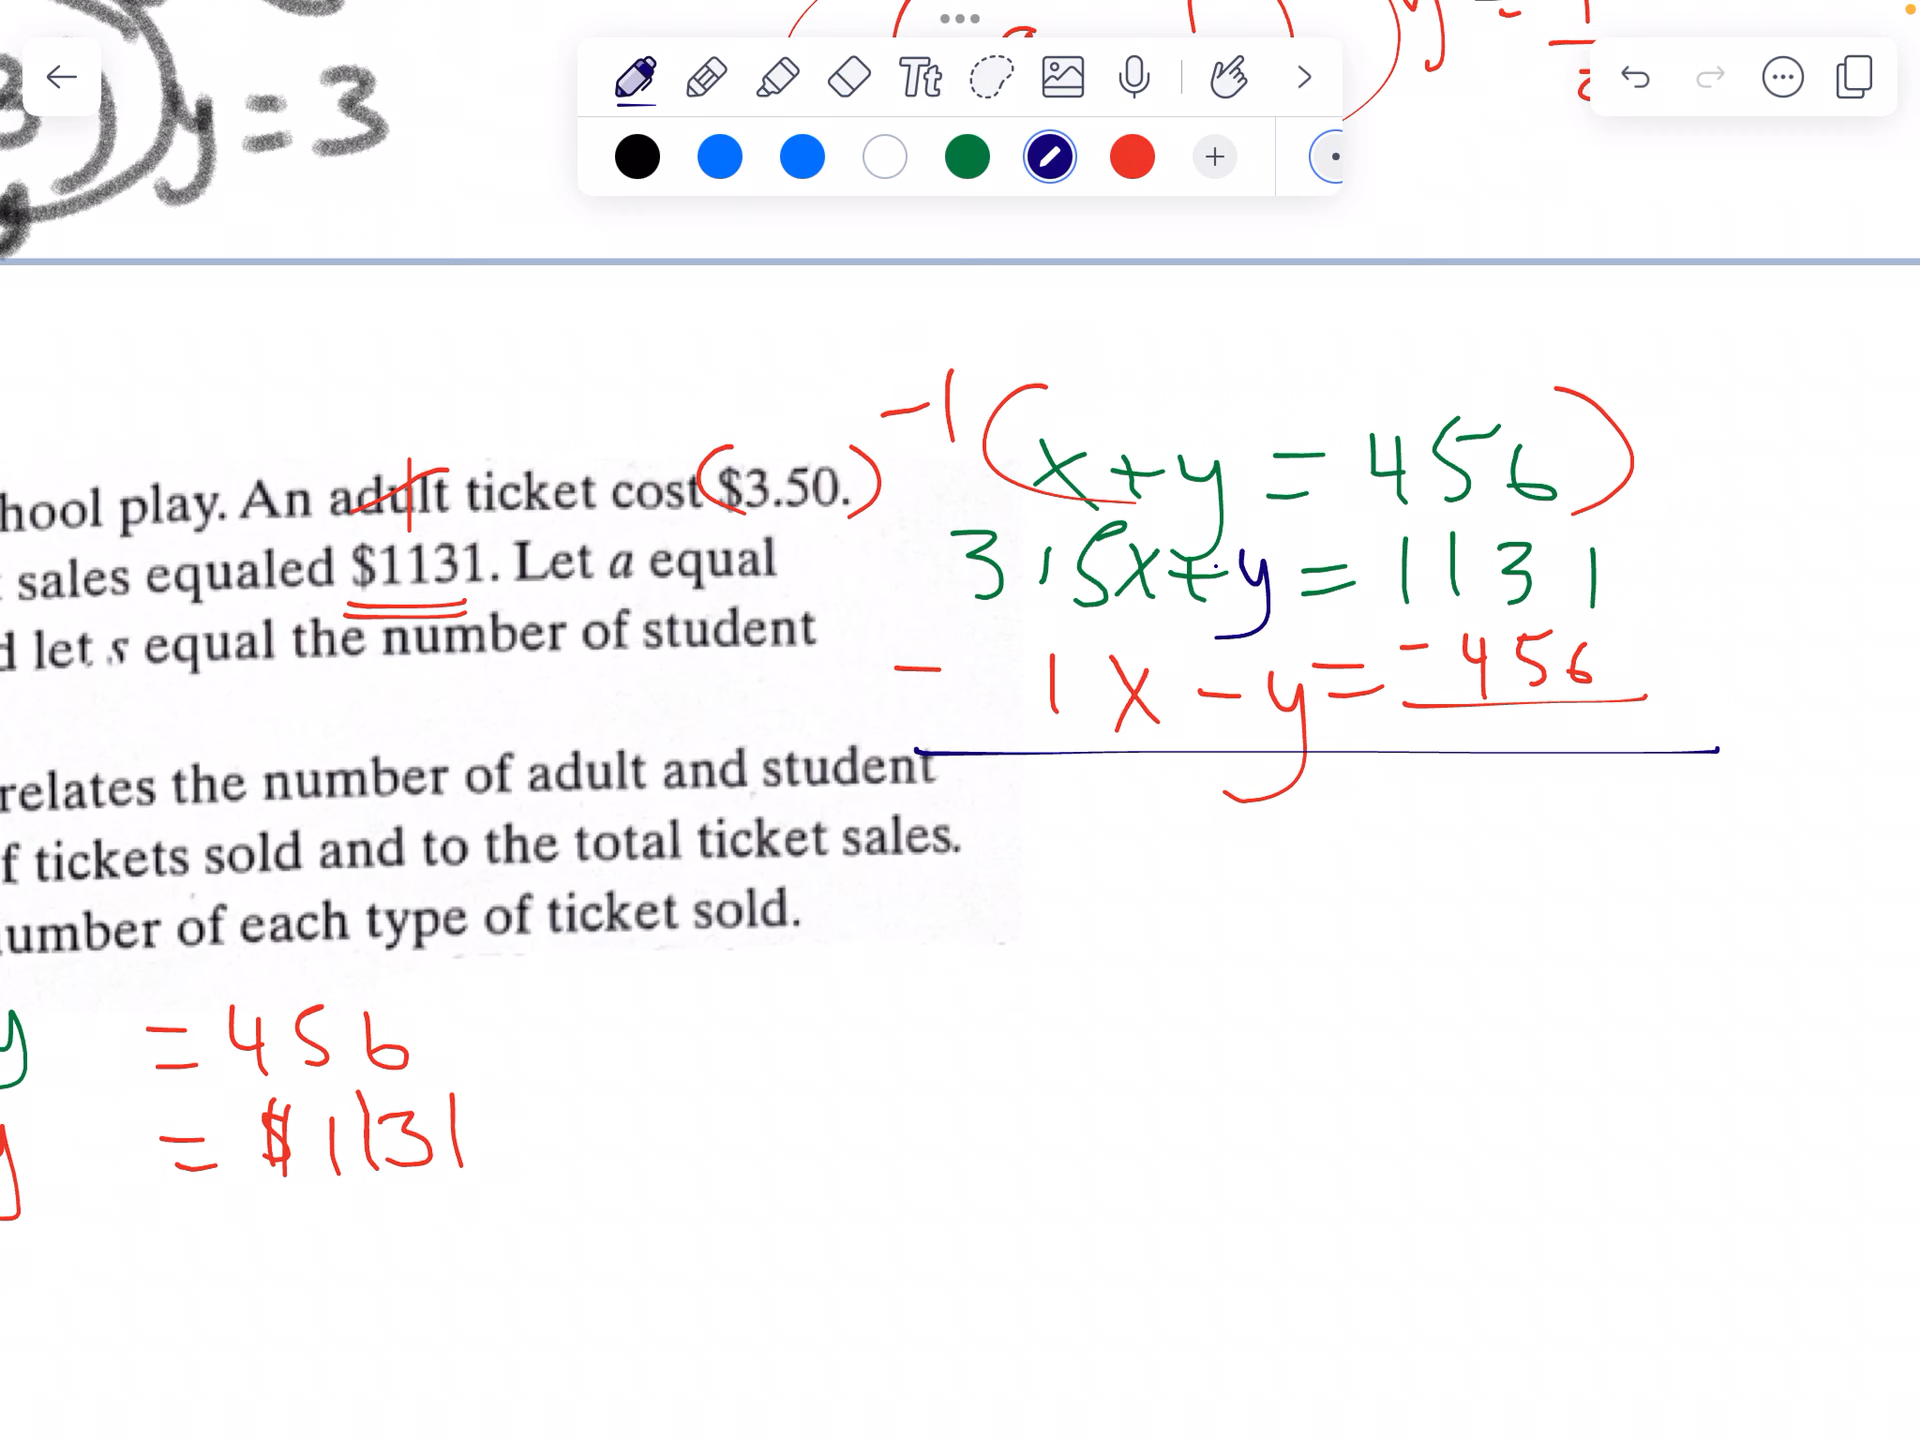 y = 3
y =
Tt
-1( x + y = 456 )
hool play. An adult ticket cost ($3.50.)
3.5x + y = 1131
sales equaled $1131. Let a equal
let s equal the number of student
- 1x - y = -456
relates the number of adult and student
f tickets sold and to the total ticket sales.
umber of each type of ticket sold.
y = 456
y = $1131